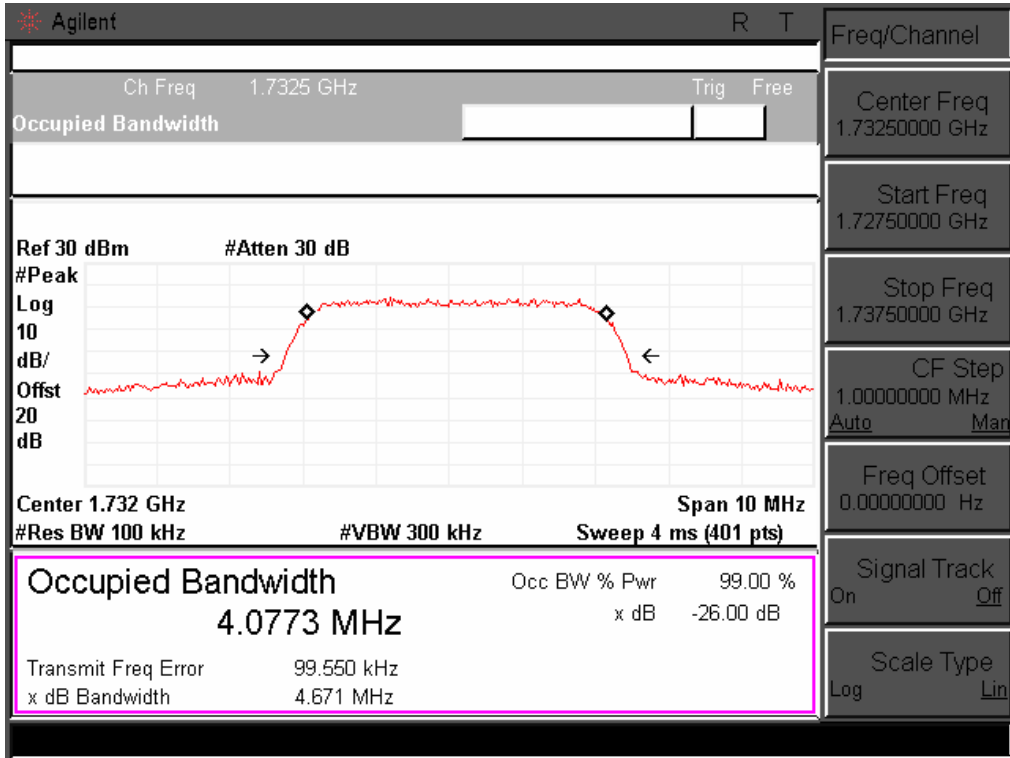 Agilent R T
Ch Freq 1.7325 GHz Trig Free
Occupied Bandwidth
Ref 30 dBm #Atten 30 dB
#Peak
Log
10
dB/
Offst
20
dB
Center 1.732 GHz Span 10 MHz
#Res BW 100 kHz #VBW 300 kHz Sweep 4 ms (401 pts)
Occupied Bandwidth
4.0773 MHz
Occ BW % Pwr 99.00 %
x dB -26.00 dB
Transmit Freq Error 99.550 kHz
x dB Bandwidth 4.671 MHz
Freq/Channel
Center Freq
1.73250000 GHz
Start Freq
1.72750000 GHz
Stop Freq
1.73750000 GHz
CF Step
1.00000000 MHz
Auto Man
Freq Offset
0.00000000 Hz
Signal Track
On Off
Scale Type
Log Lin